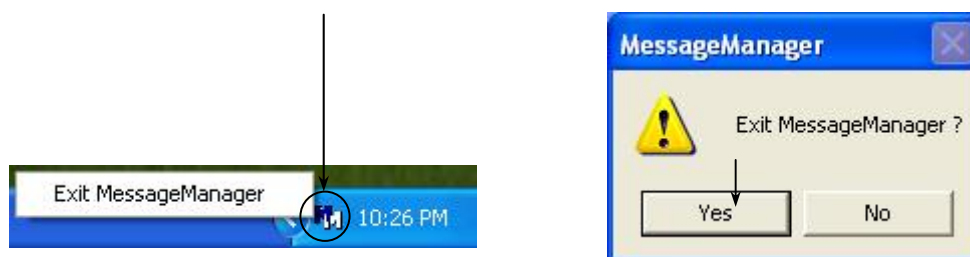 Exit MessageManager
10:26 PM
MessageManager
Exit MessageManager ?
Yes
No